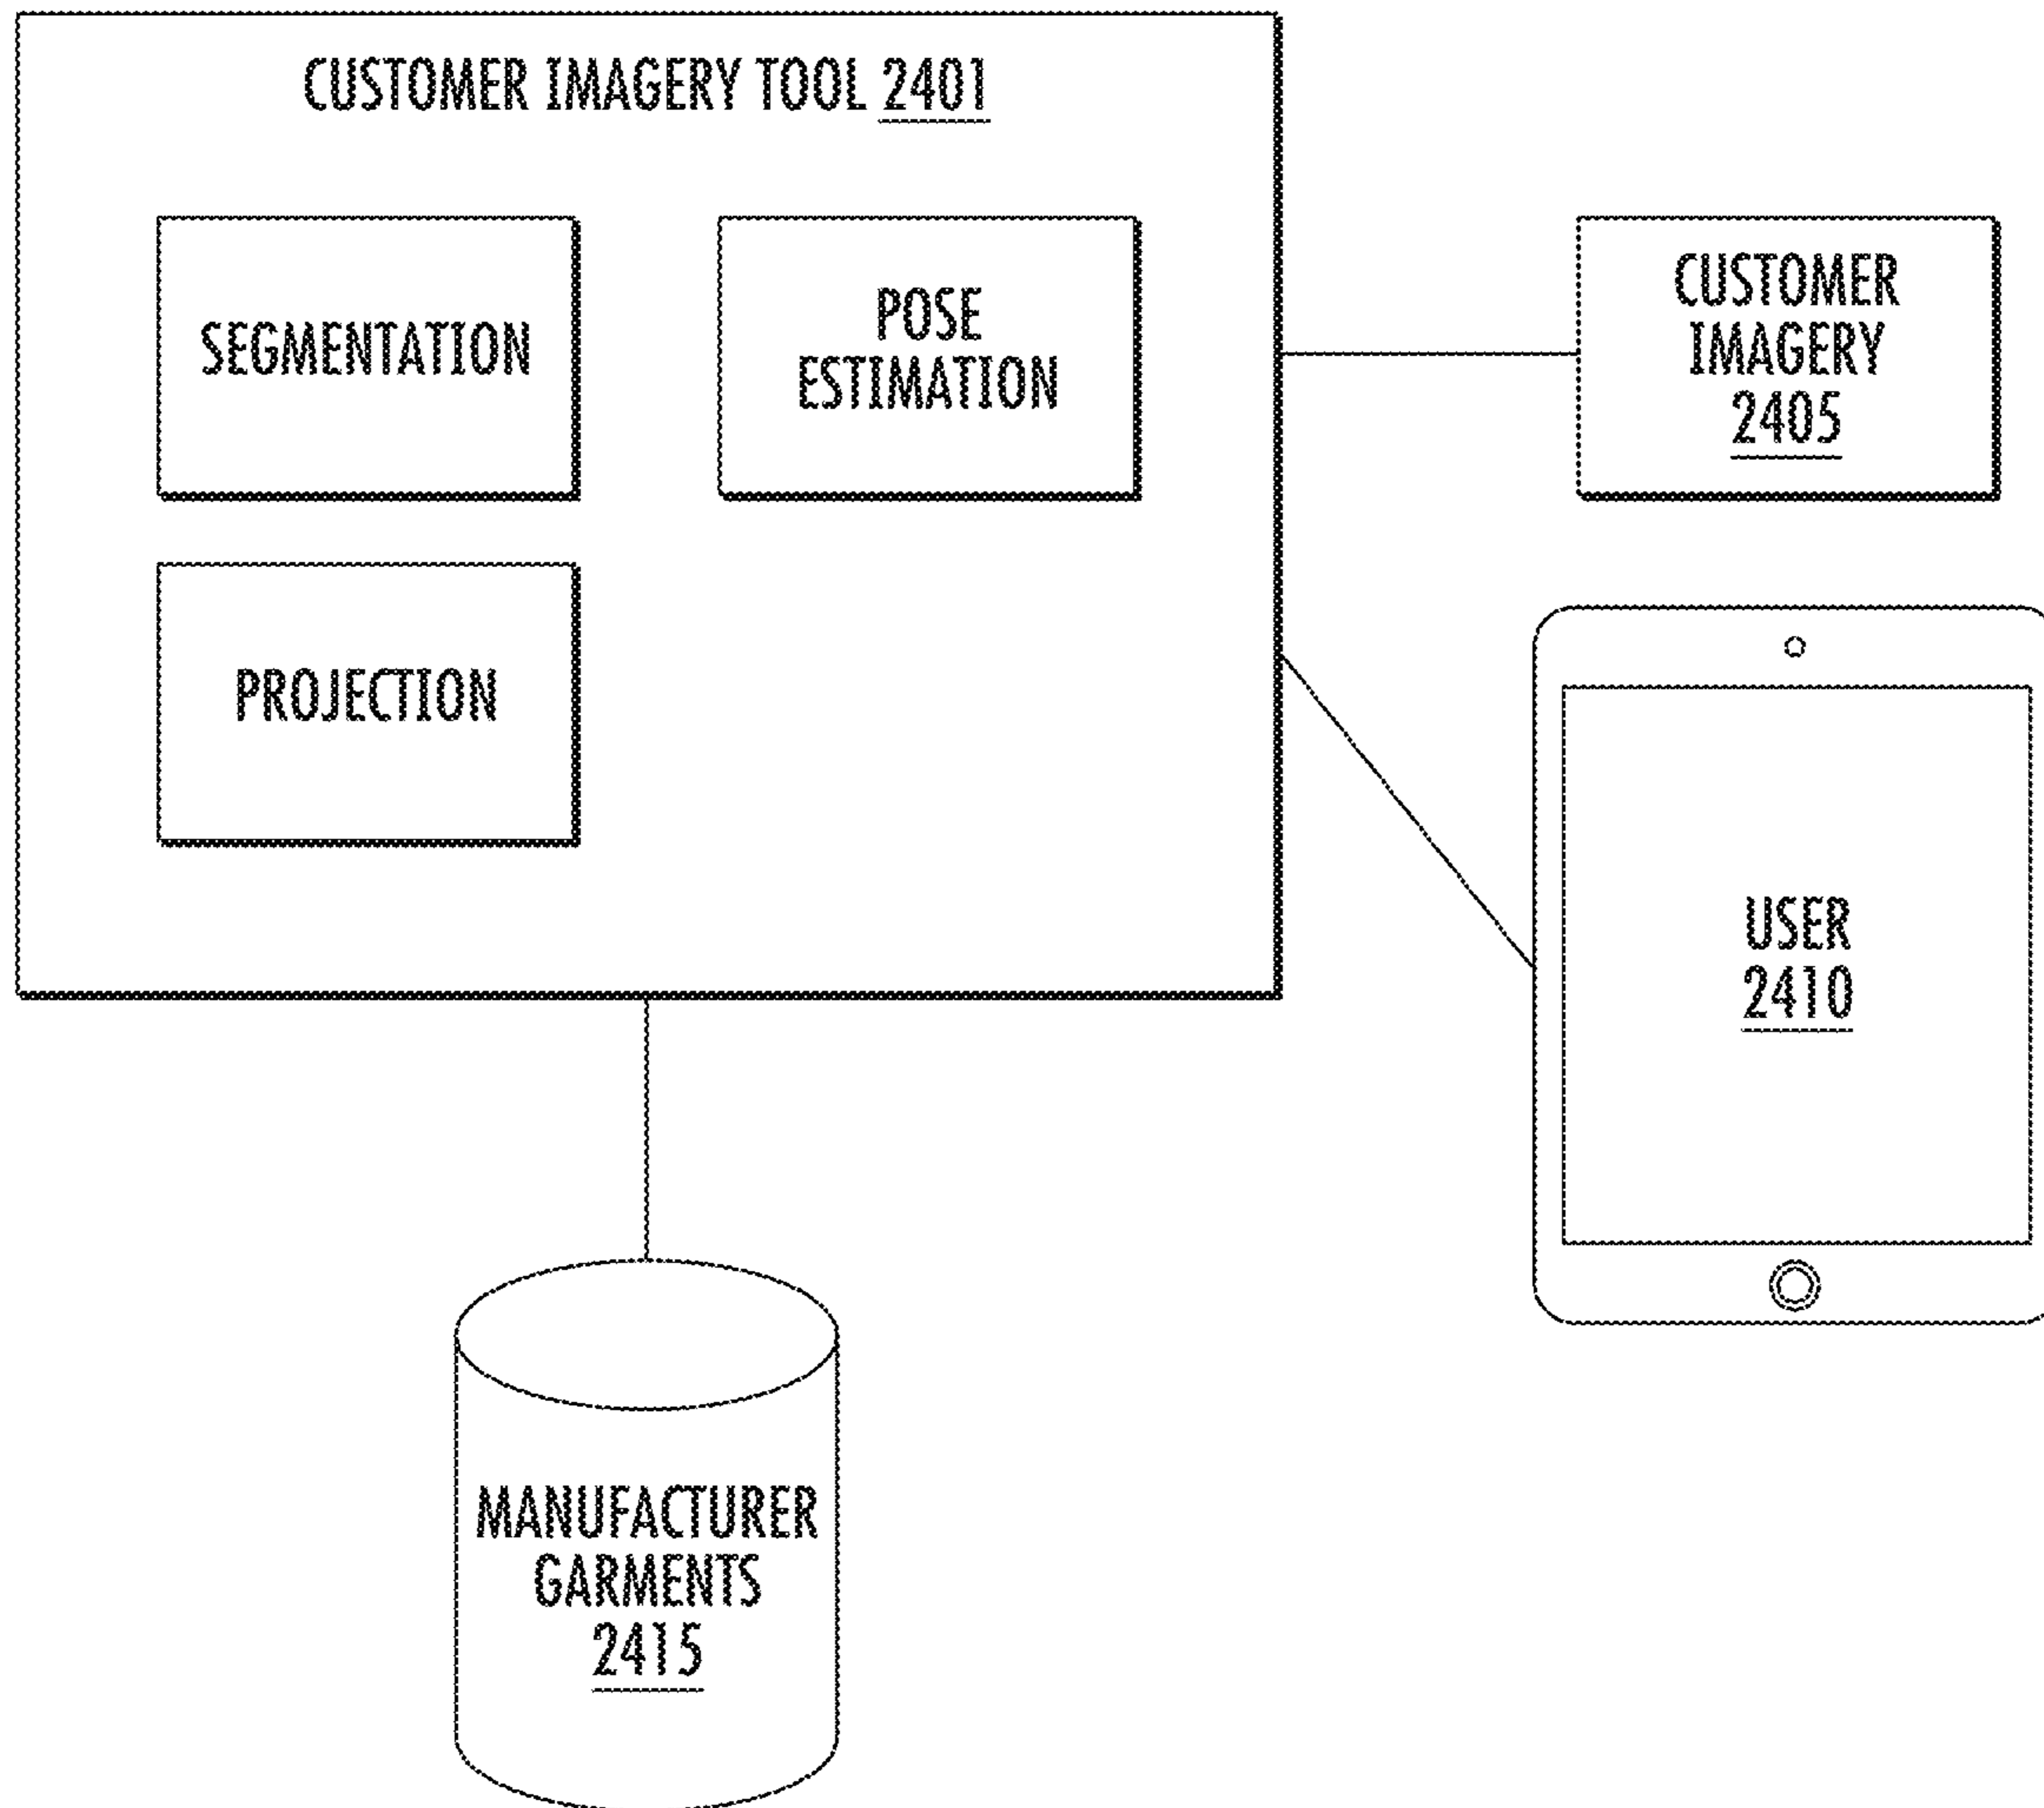 CUSTOMER IMAGERY TOOL 2401
SEGMENTATION
POSE
ESTIMATION
PROJECTION
CUSTOMER
IMAGERY
2405
USER
2410
MANUFACTURER
GARMENTS
2415